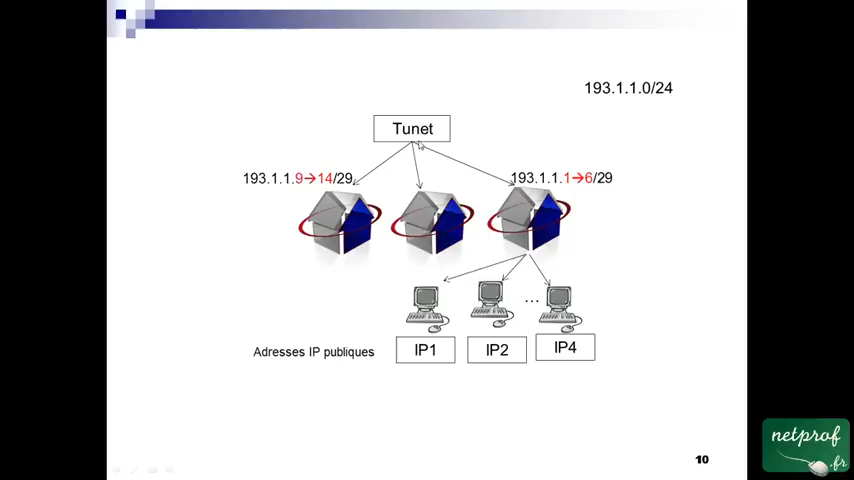 193.1.1.0/24
Tunet
193.1.1.9→14/29
193.1.1.1→6/29
...
Adresses IP publiques
IP1
IP2
IP4
10
netprof
.fr